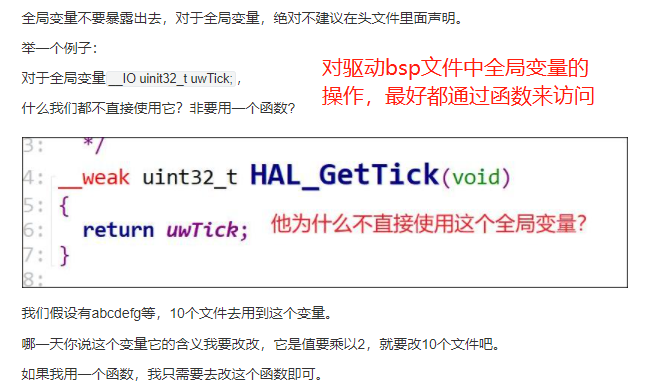 全局变量不要暴露出去，对于全局变量，绝对不建议在头文件里面声明。
举一个例子：
对于全局变量__IO uinit32_t uwTick;，
什么我们都不直接使用它？非要用一个函数？
对驱动bsp文件中全局变量的
操作，最好都通过函数来访问
3: */
4: __weak uint32_t HAL_GetTick(void)
5: {
6: return uwTick;
他为什么不直接使用这个全局变量？
7: }
8:
我们假设有abcdefg等，10个文件去用到这个变量。
哪一天你说这个变量它的含义我要改改，它是值要乘以2，就要改10个文件吧。
如果我用一个函数，我只需要去改这个函数即可。